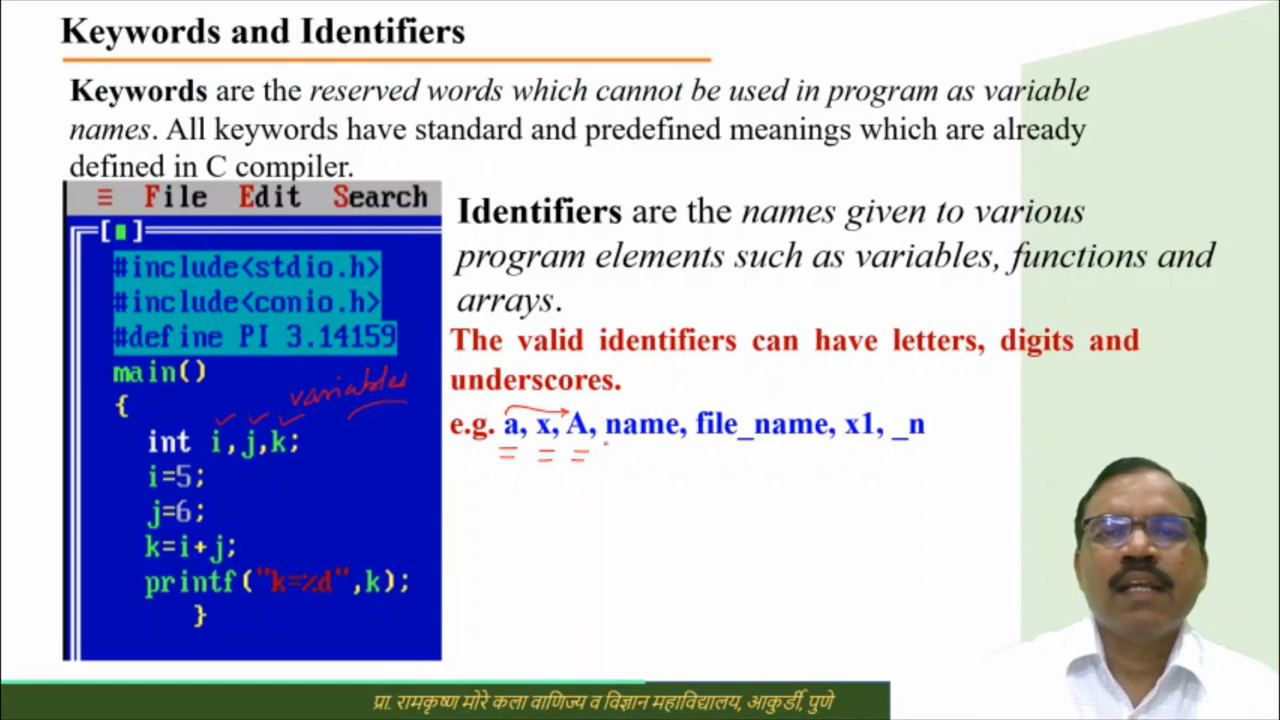 Keywords and Identifiers
Keywords are the reserved words which cannot be used in program as variable
names. All keywords have standard and predefined meanings which are already
defined in C compiler.
≡ File Edit Search
[■]
#include<stdio.h>
#include<conio.h>
#define PI 3.14159
main()
variables
{
int i,j,k;
i=5;
j=6;
k=i+j;
printf("k=%d",k);
}
Identifiers are the names given to various
program elements such as variables, functions and
arrays.
The valid identifiers can have letters, digits and
underscores.
e.g. a, x, A, name, file_name, x1, _n
प्रा. रामकृष्ण मोरे कला वाणिज्य व विज्ञान महाविद्यालय, आकुर्डी, पुणे